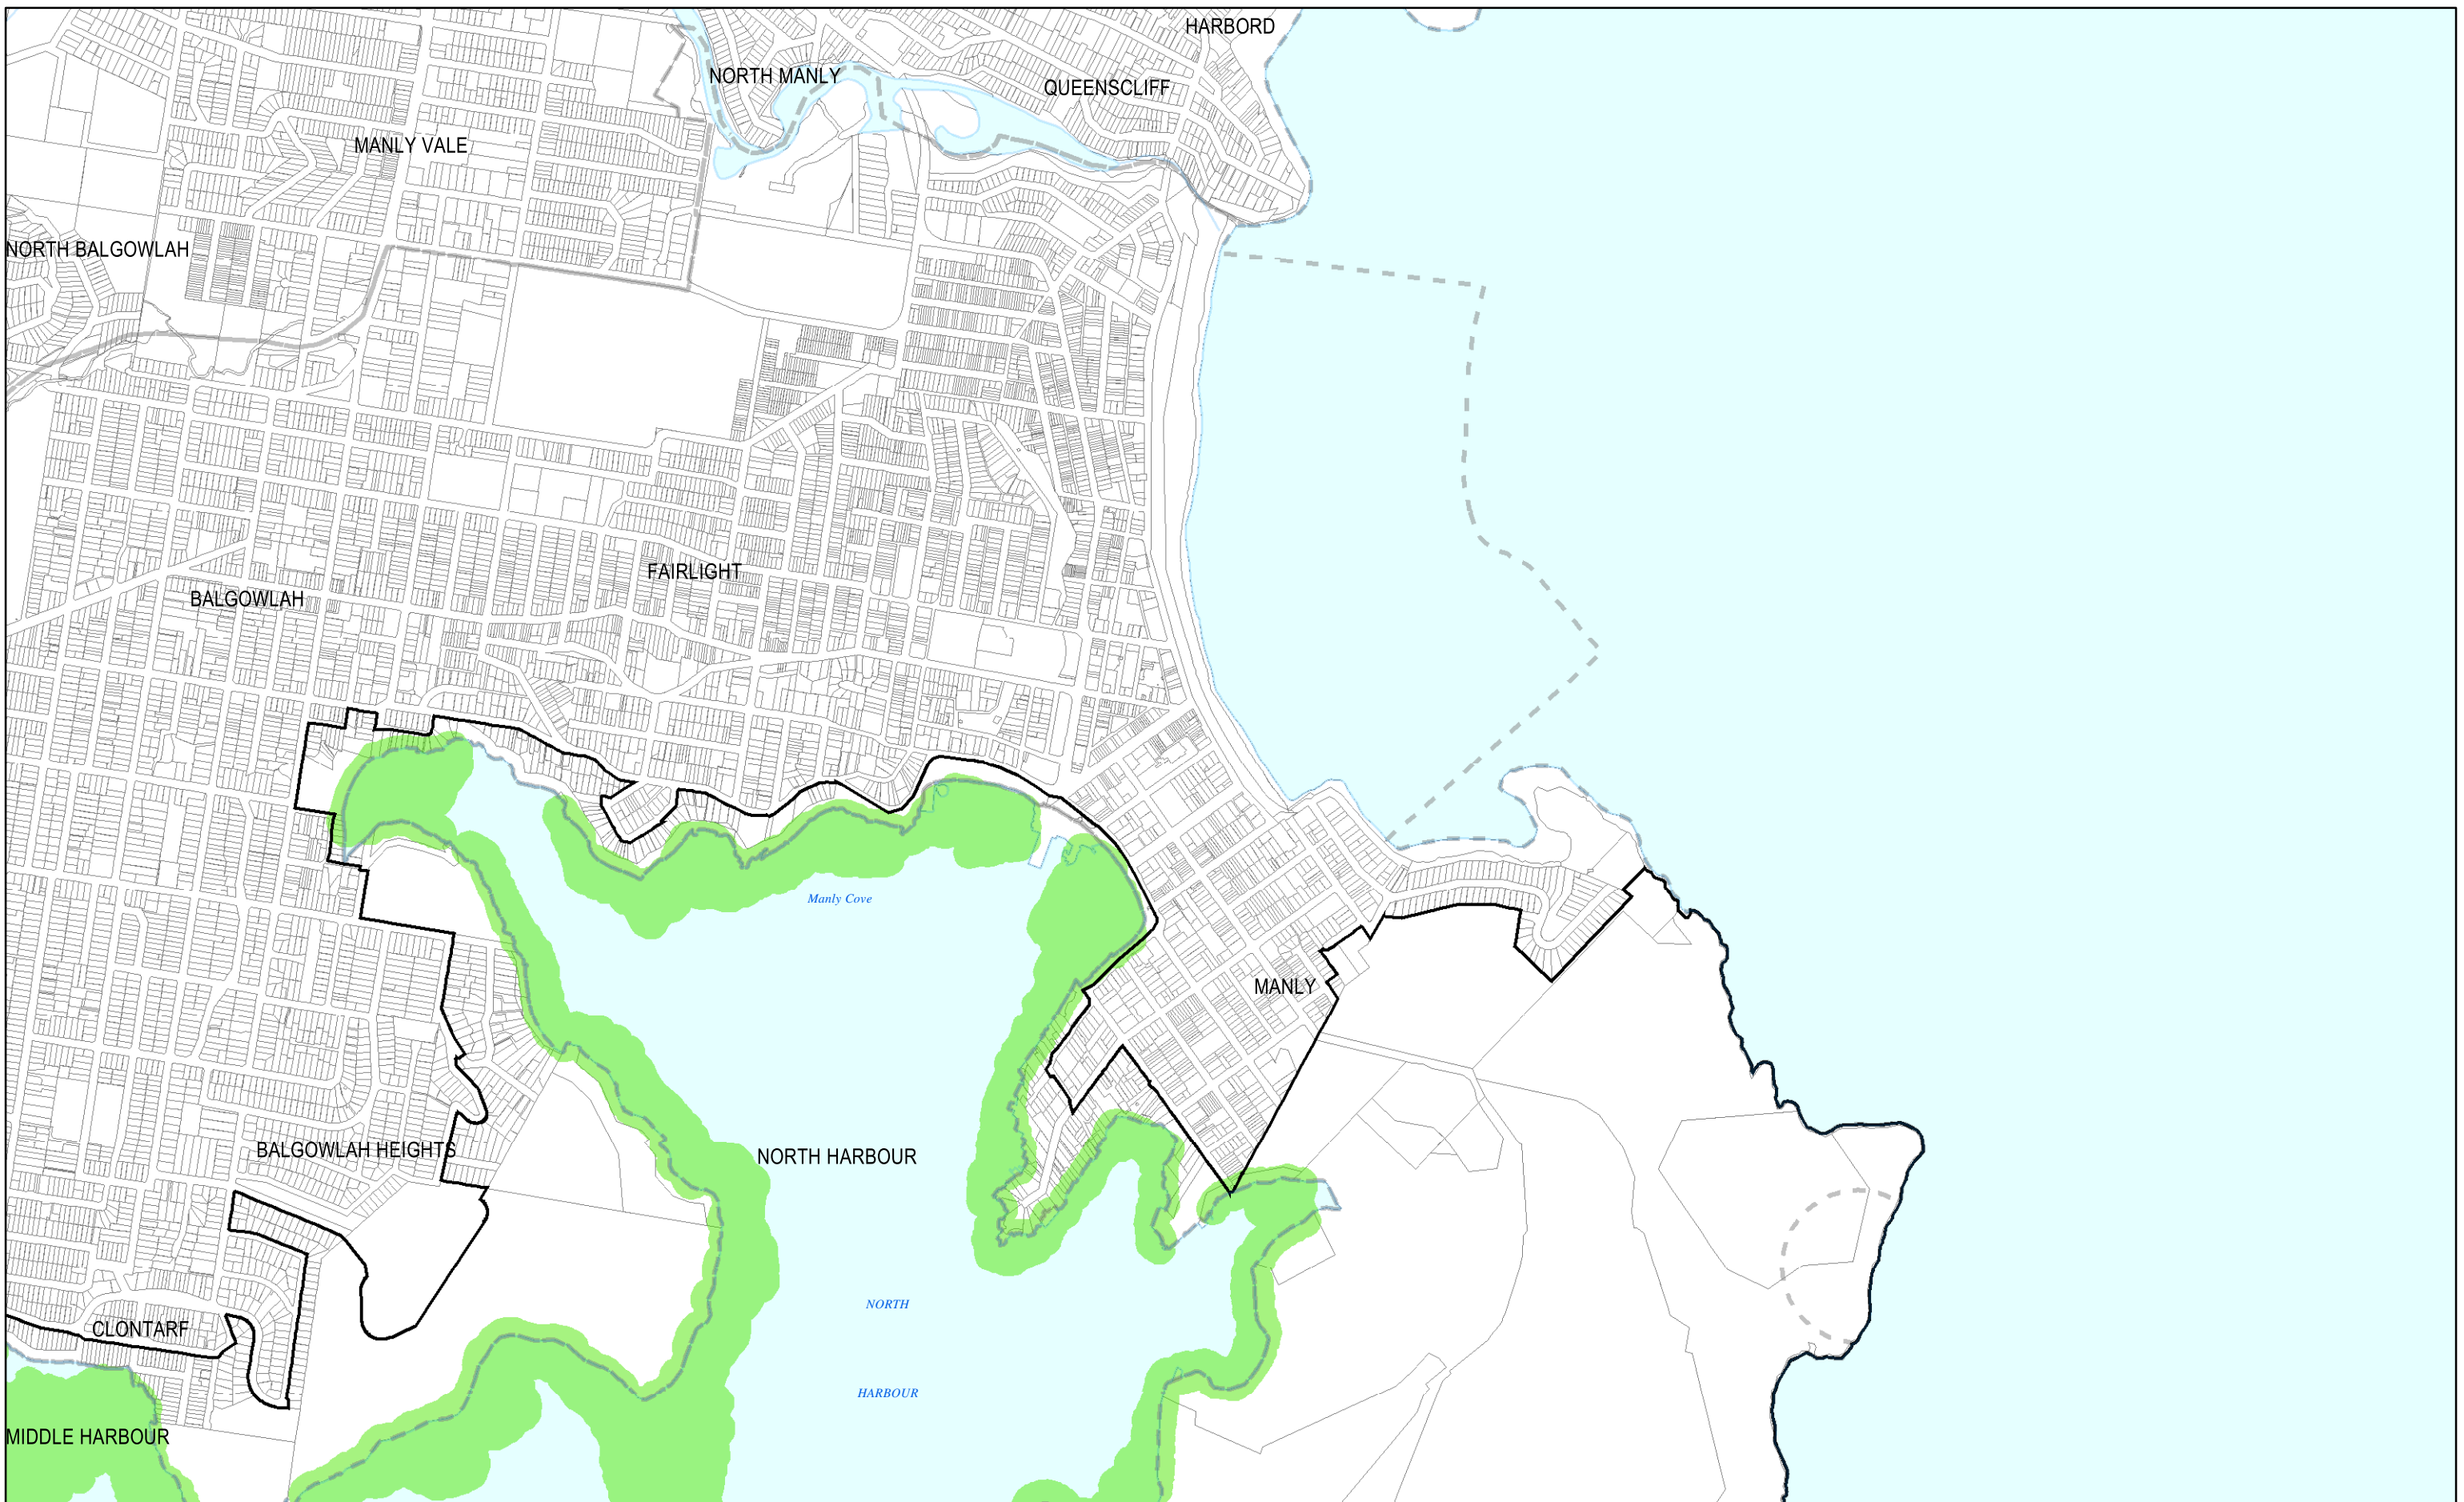 HARBORD
NORTH MANLY
QUEENSCLIFF
MANLY VALE
NORTH BALGOWLAH
FAIRLIGHT
BALGOWLAH
Manly Cove
MANLY
BALGOWLAH HEIGHTS
NORTH HARBOUR
NORTH
CLONTARF
HARBOUR
MIDDLE HARBOUR